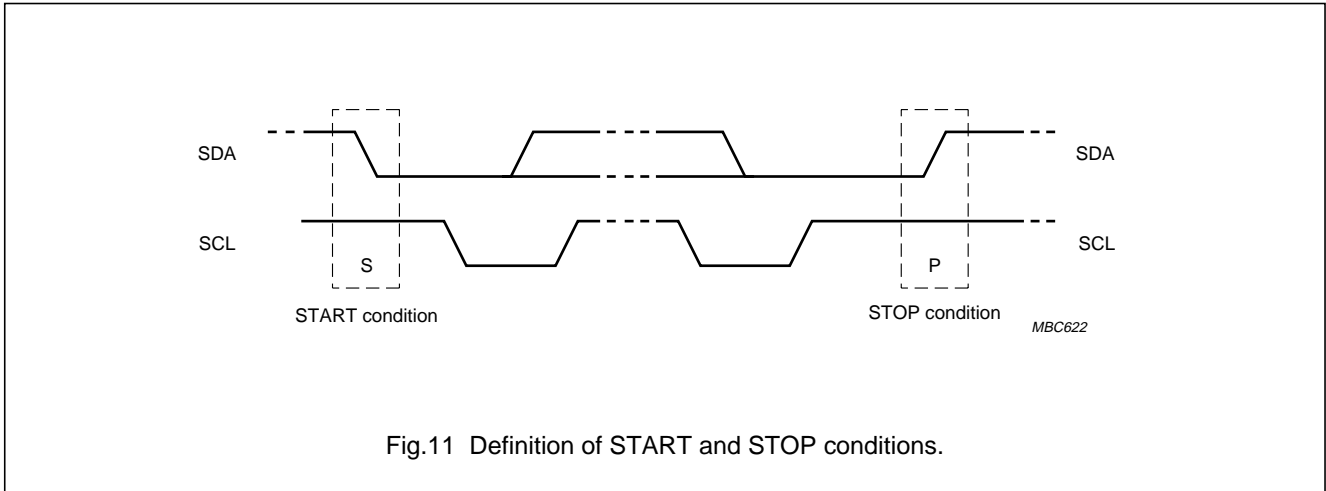 SDA
SDA
SCL
SCL
S
P
START condition
STOP condition
MBC622
Fig.11 Definition of START and STOP conditions.